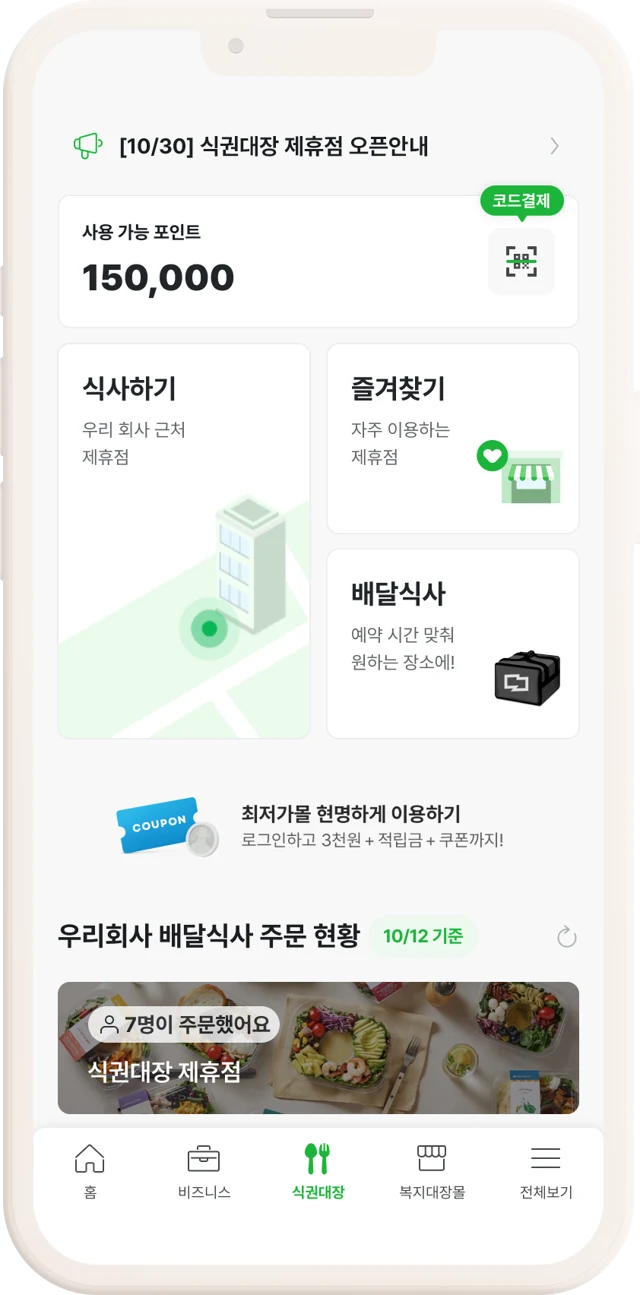 [10/30] 식권대장 제휴점 오픈안내
코드결제
사용 가능 포인트
150,000
식사하기
우리 회사 근처
제휴점
즐겨찾기
자주 이용하는
제휴점
배달식사
예약 시간 맞춰
원하는 장소에!
COUPON
최저가몰 현명하게 이용하기
로그인하고 3천원 + 적립금 + 쿠폰까지!
우리회사 배달식사 주문 현황 10/12 기준
7명이 주문했어요
식권대장 제휴점
홈 비즈니스 식권대장 복지대장몰 전체보기